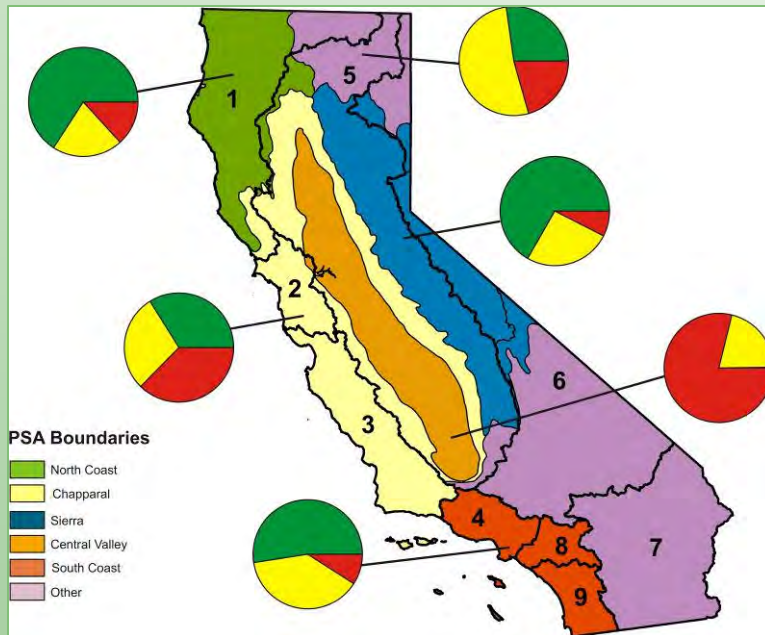 1
5
2
3
6
7
4
8
9
PSA Boundaries
North Coast
Chapparal
Sierra
Central Valley
South Coast
Other